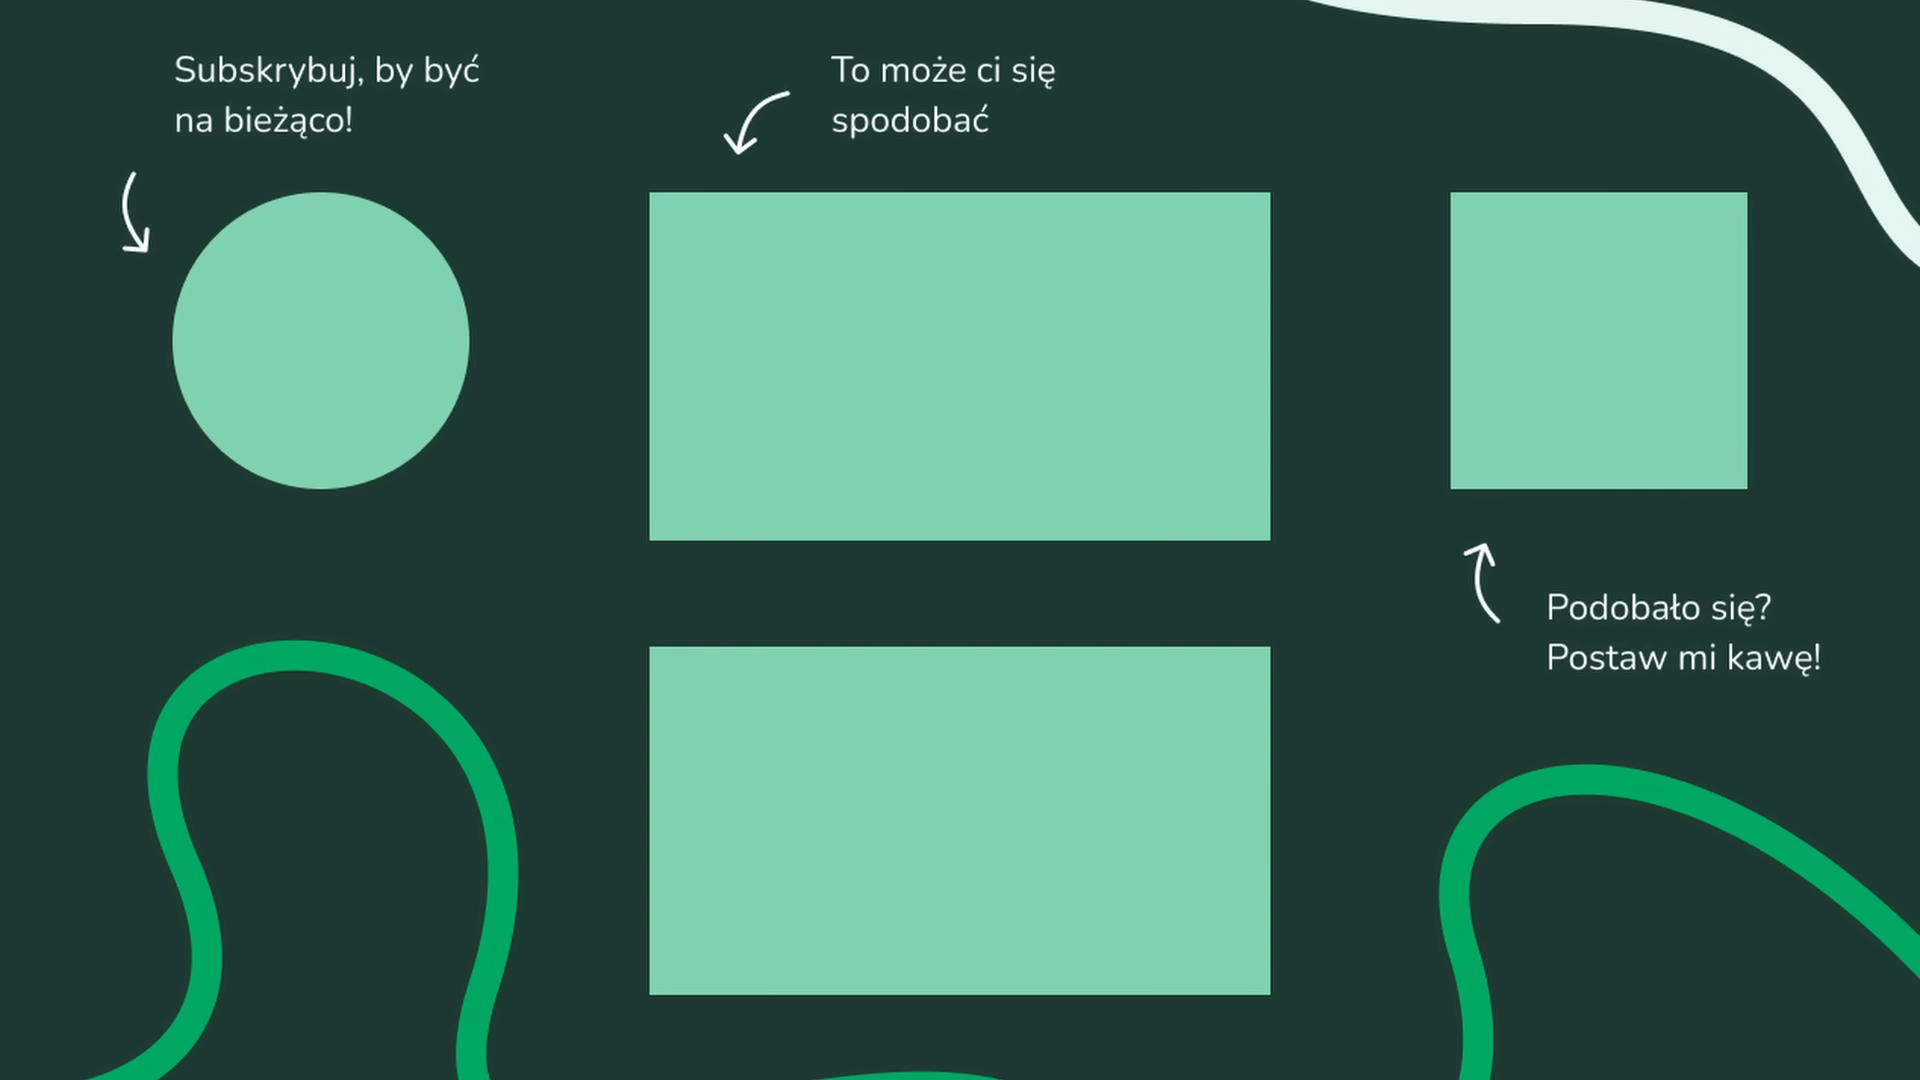 Subskrybuj, by być
na bieżąco!
To może ci się
spodobać
Podobało się?
Postaw mi kawę!